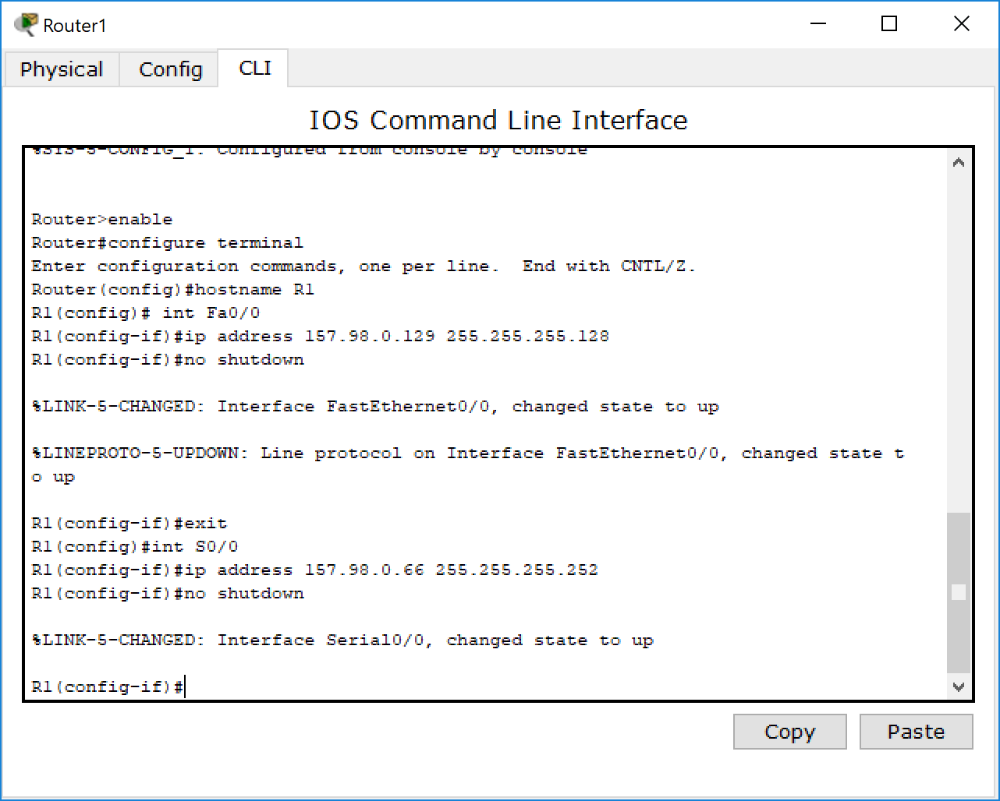 Router1
Physical
Config
CLI
IOS Command Line Interface
%SYS-5-CONFIG_I: Configured from console by console
Router>enable
Router#configure terminal
Enter configuration commands, one per line.  End with CNTL/Z.
Router(config)#hostname R1
R1(config)# int Fa0/0
R1(config-if)#ip address 157.98.0.129 255.255.255.128
R1(config-if)#no shutdown
%LINK-5-CHANGED: Interface FastEthernet0/0, changed state to up
%LINEPROTO-5-UPDOWN: Line protocol on Interface FastEthernet0/0, changed state t
o up
R1(config-if)#exit
R1(config)#int S0/0
R1(config-if)#ip address 157.98.0.66 255.255.255.252
R1(config-if)#no shutdown
%LINK-5-CHANGED: Interface Serial0/0, changed state to up
R1(config-if)#
Copy
Paste